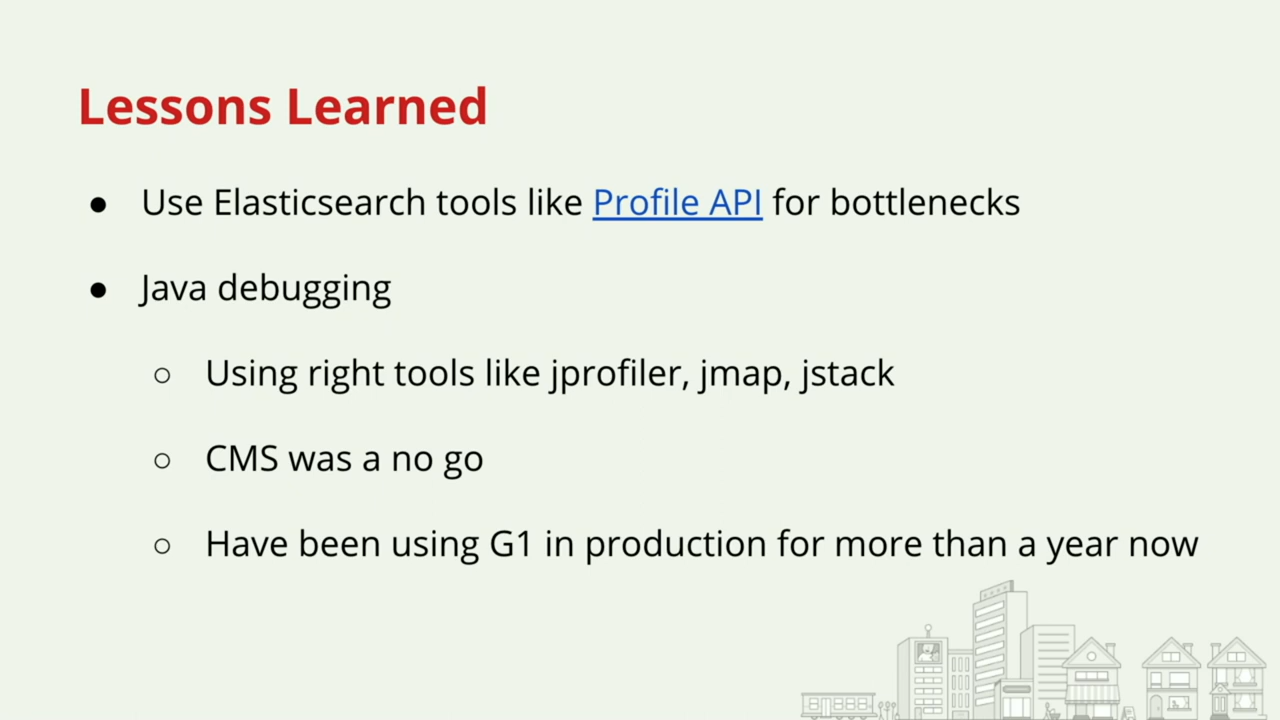 Lessons Learned
● Use Elasticsearch tools like Profile API for bottlenecks
● Java debugging
○ Using right tools like jprofiler, jmap, jstack
○ CMS was a no go
○ Have been using G1 in production for more than a year now